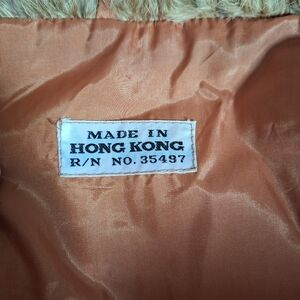 MADE IN
HONG KONG
R/N NO. 35497